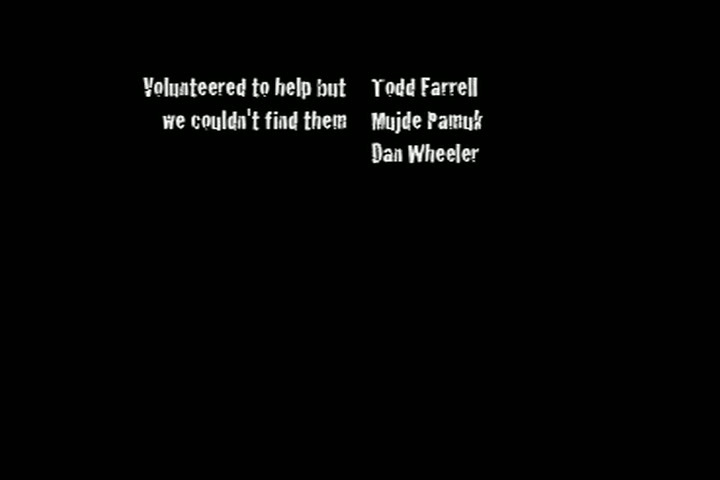 Volunteered to help but Todd Farrell
we couldn't find them Mujde Pamuk
Dan Wheeler